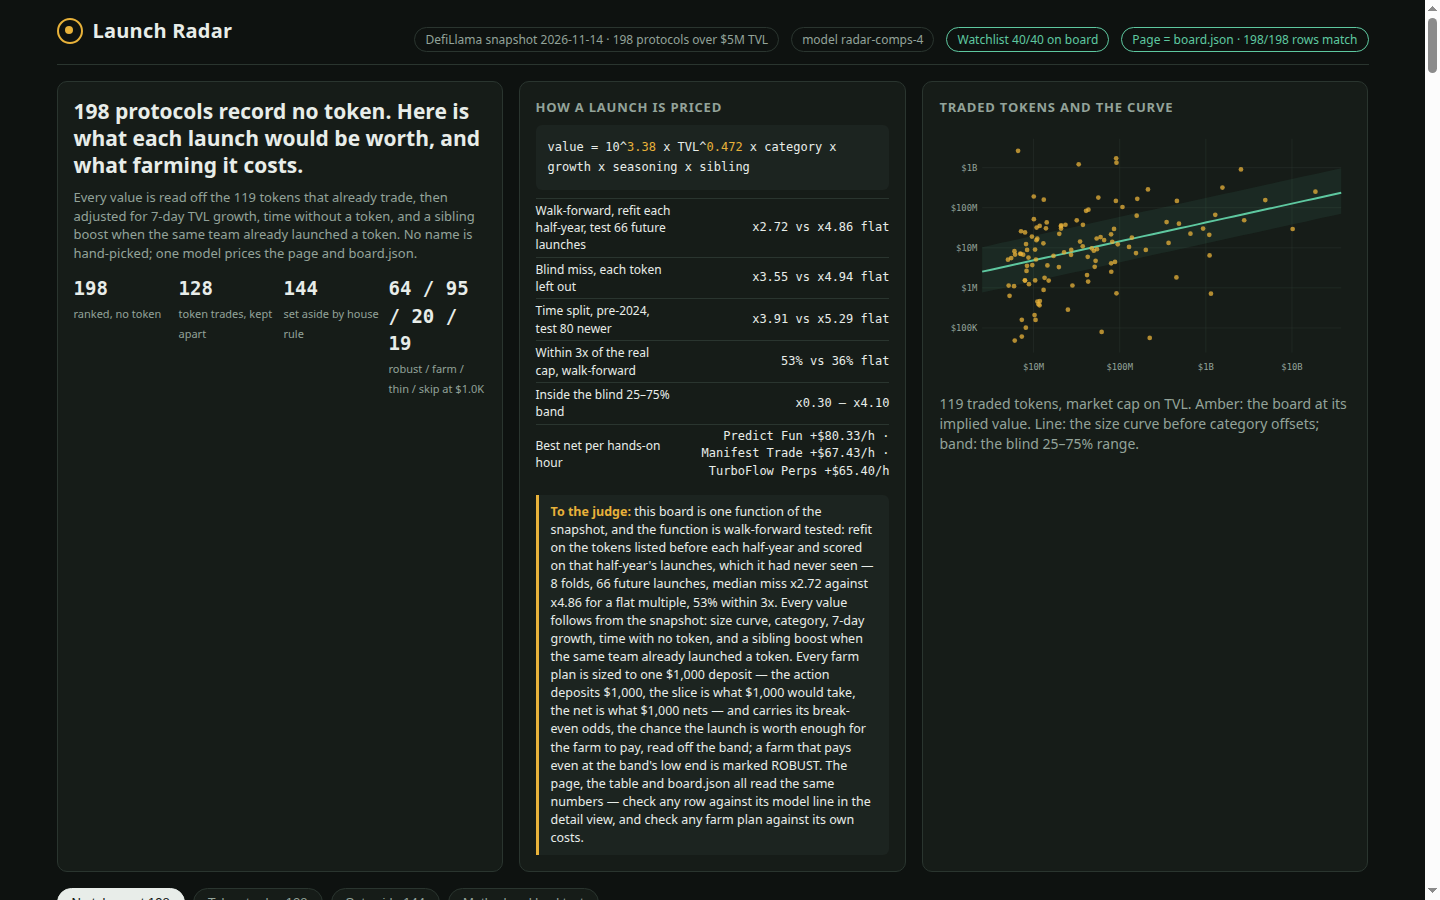 Launch Radar
DefiLlama snapshot 2026-11-14 · 198 protocols over $5M TVL
model radar-comps-4
Watchlist 40/40 on board
Page = board.json · 198/198 rows match
198 protocols record no token. Here is
what each launch would be worth, and
what farming it costs.
Every value is read off the 119 tokens that already trade, then
adjusted for 7-day TVL growth, time without a token, and a sibling
boost when the same team already launched a token. No name is
hand-picked; one model prices the page and board.json.
198
ranked, no token
128
token trades, kept
apart
144
set aside by house
rule
64 / 95
/ 20 /
19
robust / farm /
thin / skip at $1.0K
HOW A LAUNCH IS PRICED
value = 10^3.38 x TVL^0.472 x category x
growth x seasoning x sibling
Walk-forward, refit each
half-year, test 66 future
launches
x2.72 vs x4.86 flat
Blind miss, each token
left out
x3.55 vs x4.94 flat
Time split, pre-2024,
test 80 newer
x3.91 vs x5.29 flat
Within 3x of the real
cap, walk-forward
53% vs 36% flat
Inside the blind 25–75%
band
x0.30 — x4.10
Best net per hands-on
hour
Predict Fun +$80.33/h ·
Manifest Trade +$67.43/h ·
TurboFlow Perps +$65.40/h
To the judge: this board is one function of the
snapshot, and the function is walk-forward tested: refit
on the tokens listed before each half-year and scored
on that half-year's launches, which it had never seen —
8 folds, 66 future launches, median miss x2.72 against
x4.86 for a flat multiple, 53% within 3x. Every value
follows from the snapshot: size curve, category, 7-day
growth, time with no token, and a sibling boost when
the same team already launched a token. Every farm
plan is sized to one $1,000 deposit — the action
deposits $1,000, the slice is what $1,000 would take,
the net is what $1,000 nets — and carries its break-
even odds, the chance the launch is worth enough for
the farm to pay, read off the band; a farm that pays
even at the band's low end is marked ROBUST. The
page, the table and board.json all read the same
numbers — check any row against its model line in the
detail view, and check any farm plan against its own
costs.
TRADED TOKENS AND THE CURVE
$1B
$100M
$10M
$1M
$100K
$10M
$100M
$1B
$10B
119 traded tokens, market cap on TVL. Amber: the board at its
implied value. Line: the size curve before category offsets;
band: the blind 25–75% range.